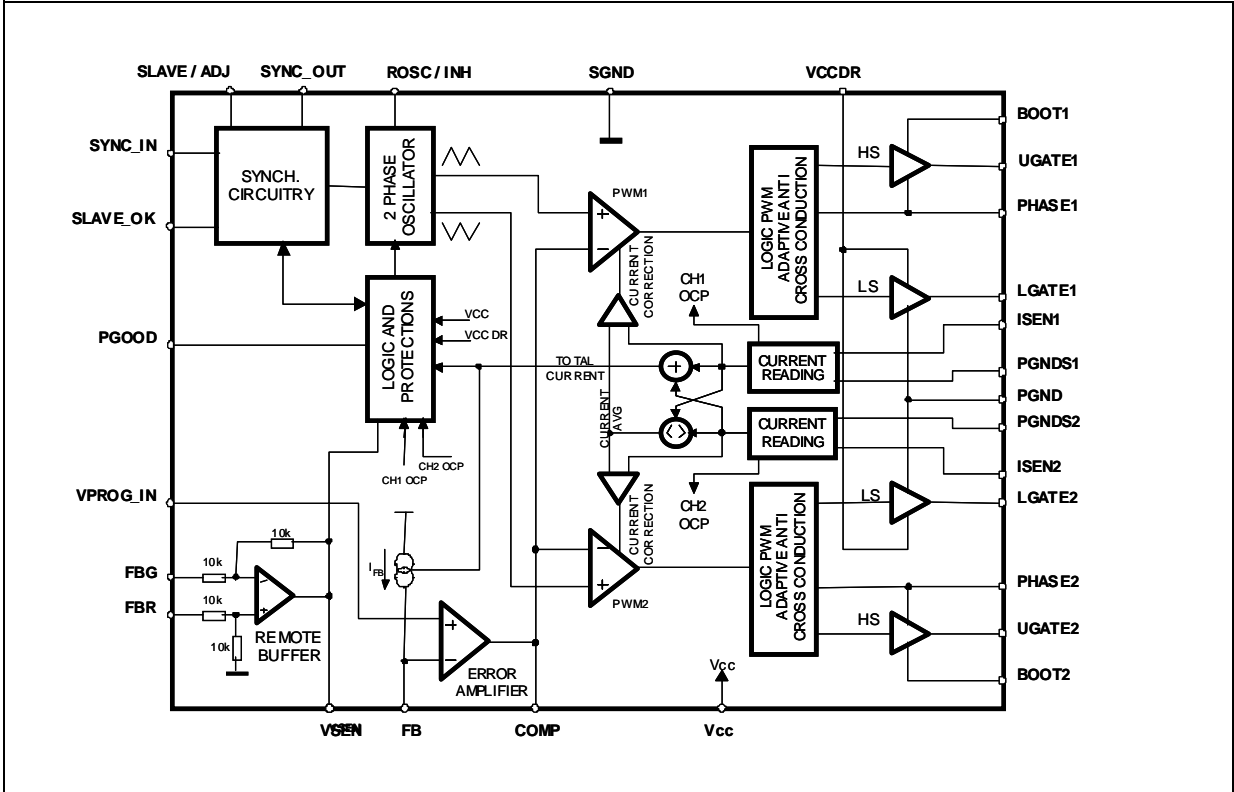 SLAVE / ADJ
SYNC_OUT
ROSC / INH
SGND
VCCDR
SYNC_IN
SLAVE_OK
PGOOD
VPROG_IN
FBG
FBR
BOOT1
UGATE1
PHASE1
LGATE1
ISEN1
PGNDS1
PGND
PGNDS2
ISEN2
LGATE2
PHASE2
UGATE2
BOOT2
SYNCH.
CIRCUITRY
2 PHASE
OSCILLATOR
LOGIC AND
PROTECTIONS
VCC
VCC DR
CH2 OCP
CH1 OCP
TOTAL
CURRENT
PWM1
+
−
CURRENT
CORRECTION
CURRENT
AVG
+
< >
CH1
OCP
CURRENT
READING
CURRENT
READING
CH2
OCP
CURRENT
CORRECTION
−
+
PWM2
LOGIC PWM
ADAPTIVE ANTI
CROSS CONDUCTION
HS
LS
LOGIC PWM
ADAPTIVE ANTI
CROSS CONDUCTION
LS
HS
10k
10k
10k
10k
-
+
REMOTE
BUFFER
IFB
+
−
ERROR
AMPLIFIER
Vcc
FB
COMP
Vcc